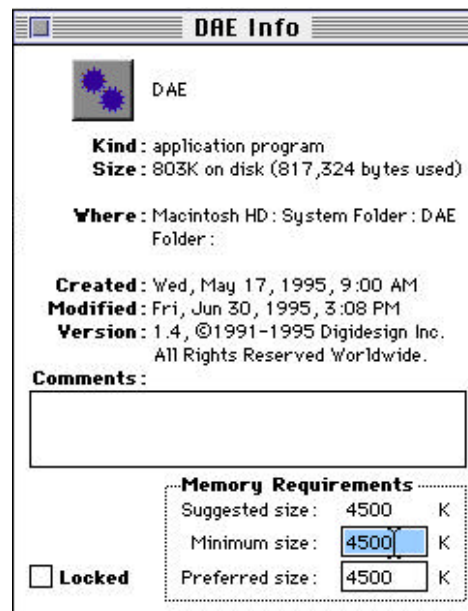 DAE Info
DAE
Kind: application program
Size: 803K on disk (817,324 bytes used)
Where: Macintosh HD: System Folder: DAE
Folder:
Created: Wed, May 17, 1995, 9:00 AM
Modified: Fri, Jun 30, 1995, 3:08 PM
Version: 1.4, ©1991-1995 Digidesign Inc.
All Rights Reserved Worldwide.
Comments:
Memory Requirements
Suggested size: 4500 K
Minimum size: 4500 K
Locked
Preferred size: 4500 K